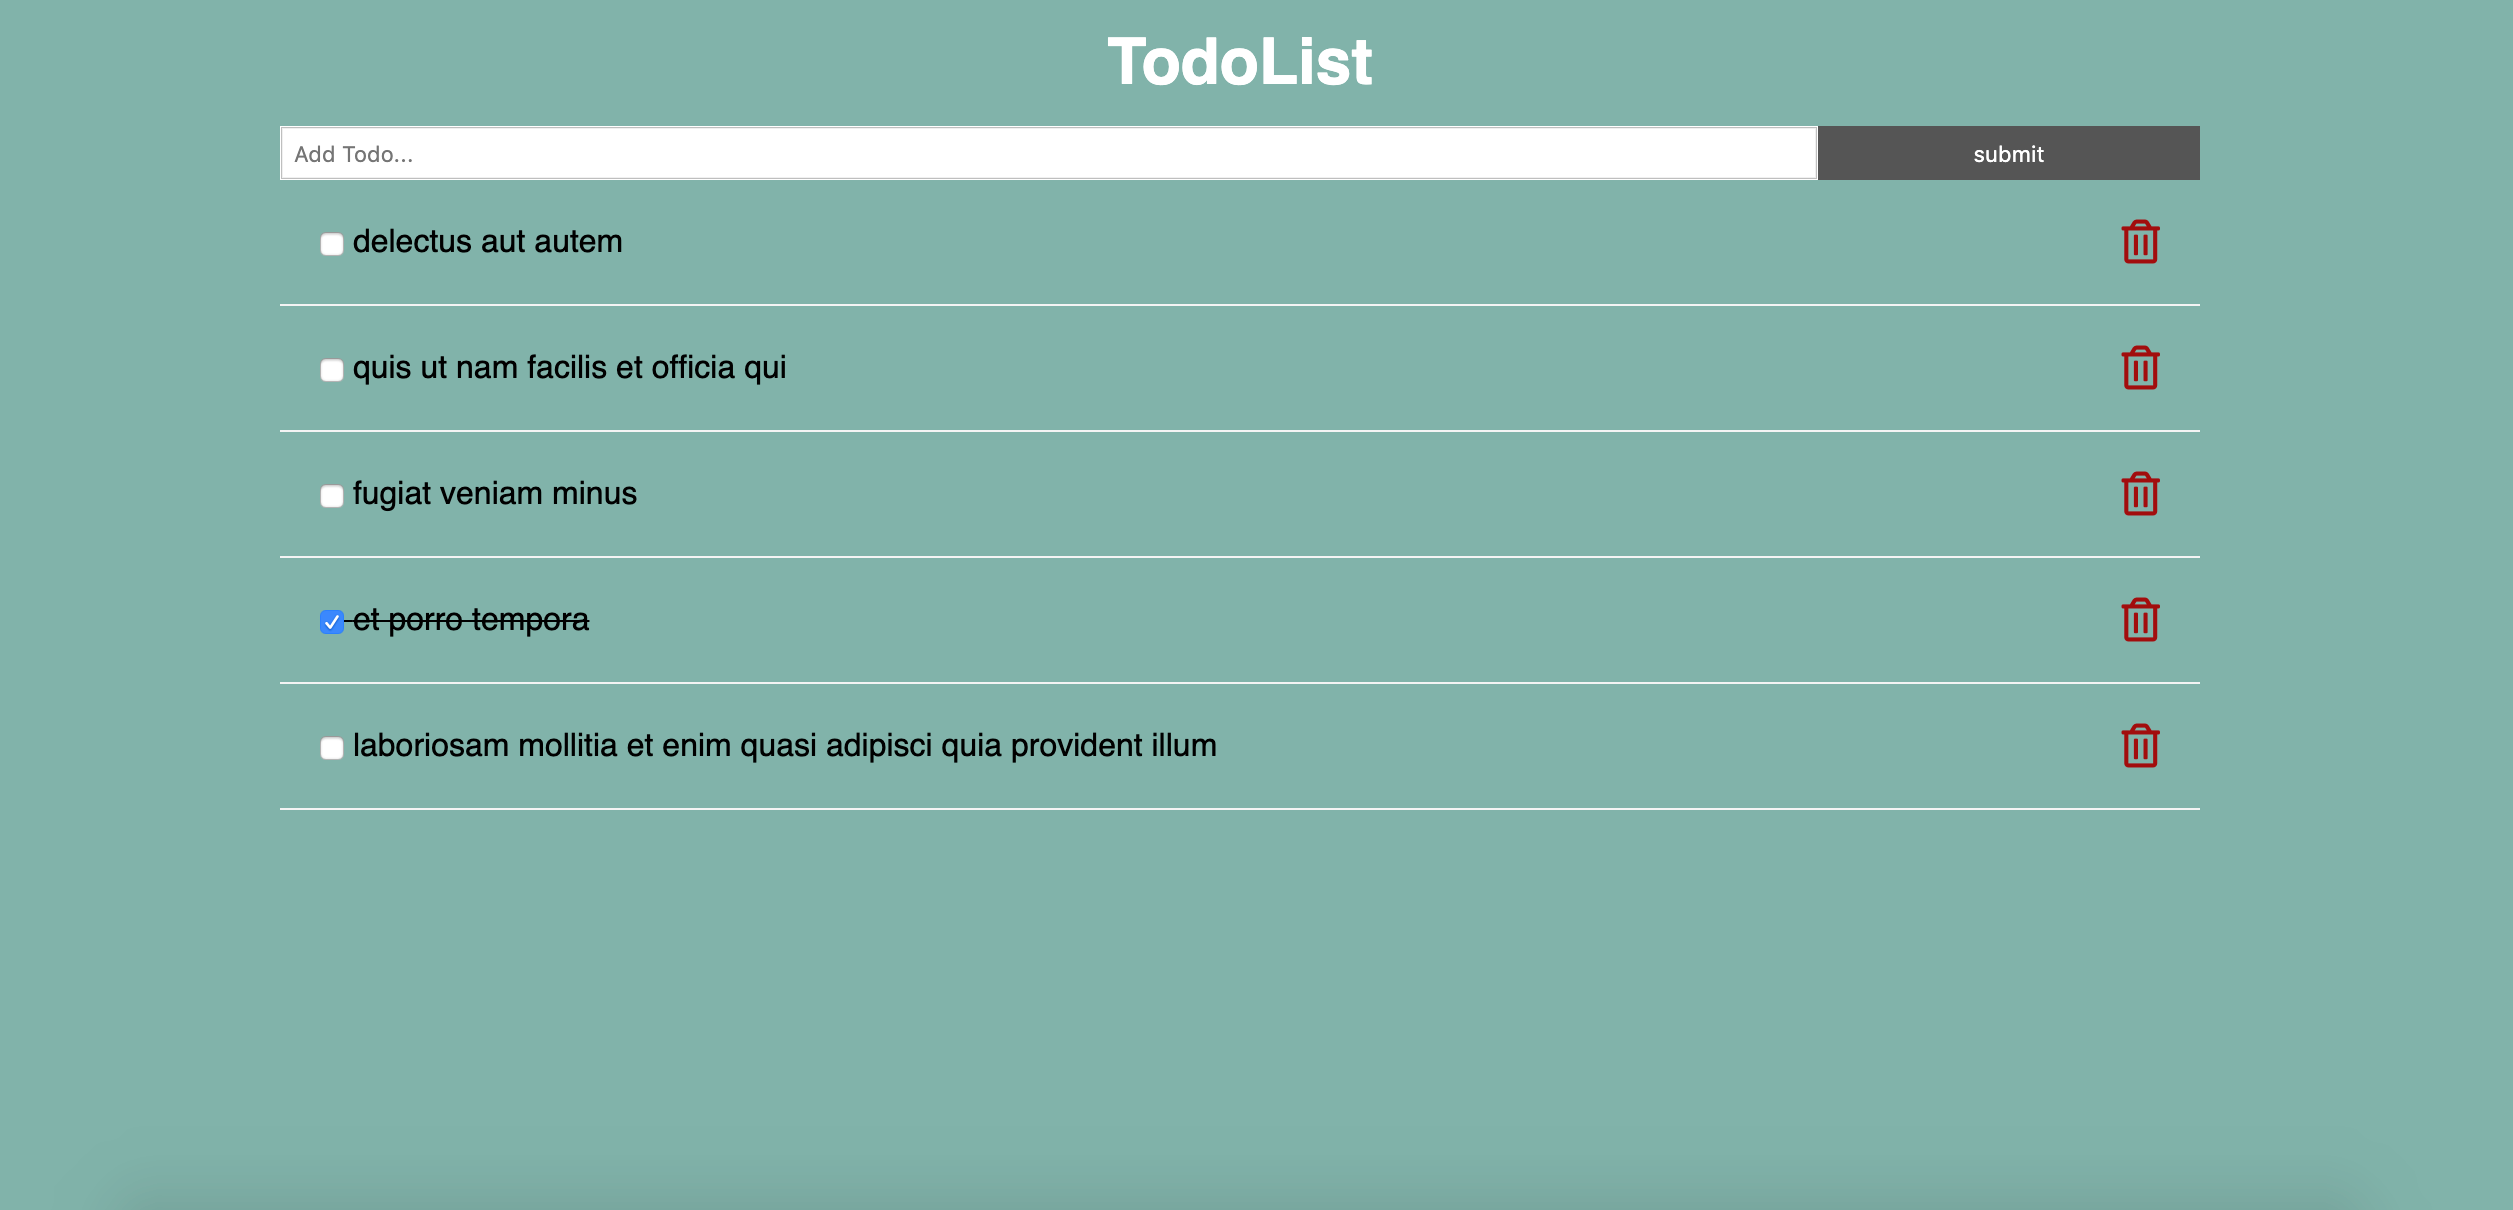 TodoList
Add Todo...
submit
delectus aut autem
quis ut nam facilis et officia qui
fugiat veniam minus
et porro tempora
laboriosam mollitia et enim quasi adipisci quia provident illum